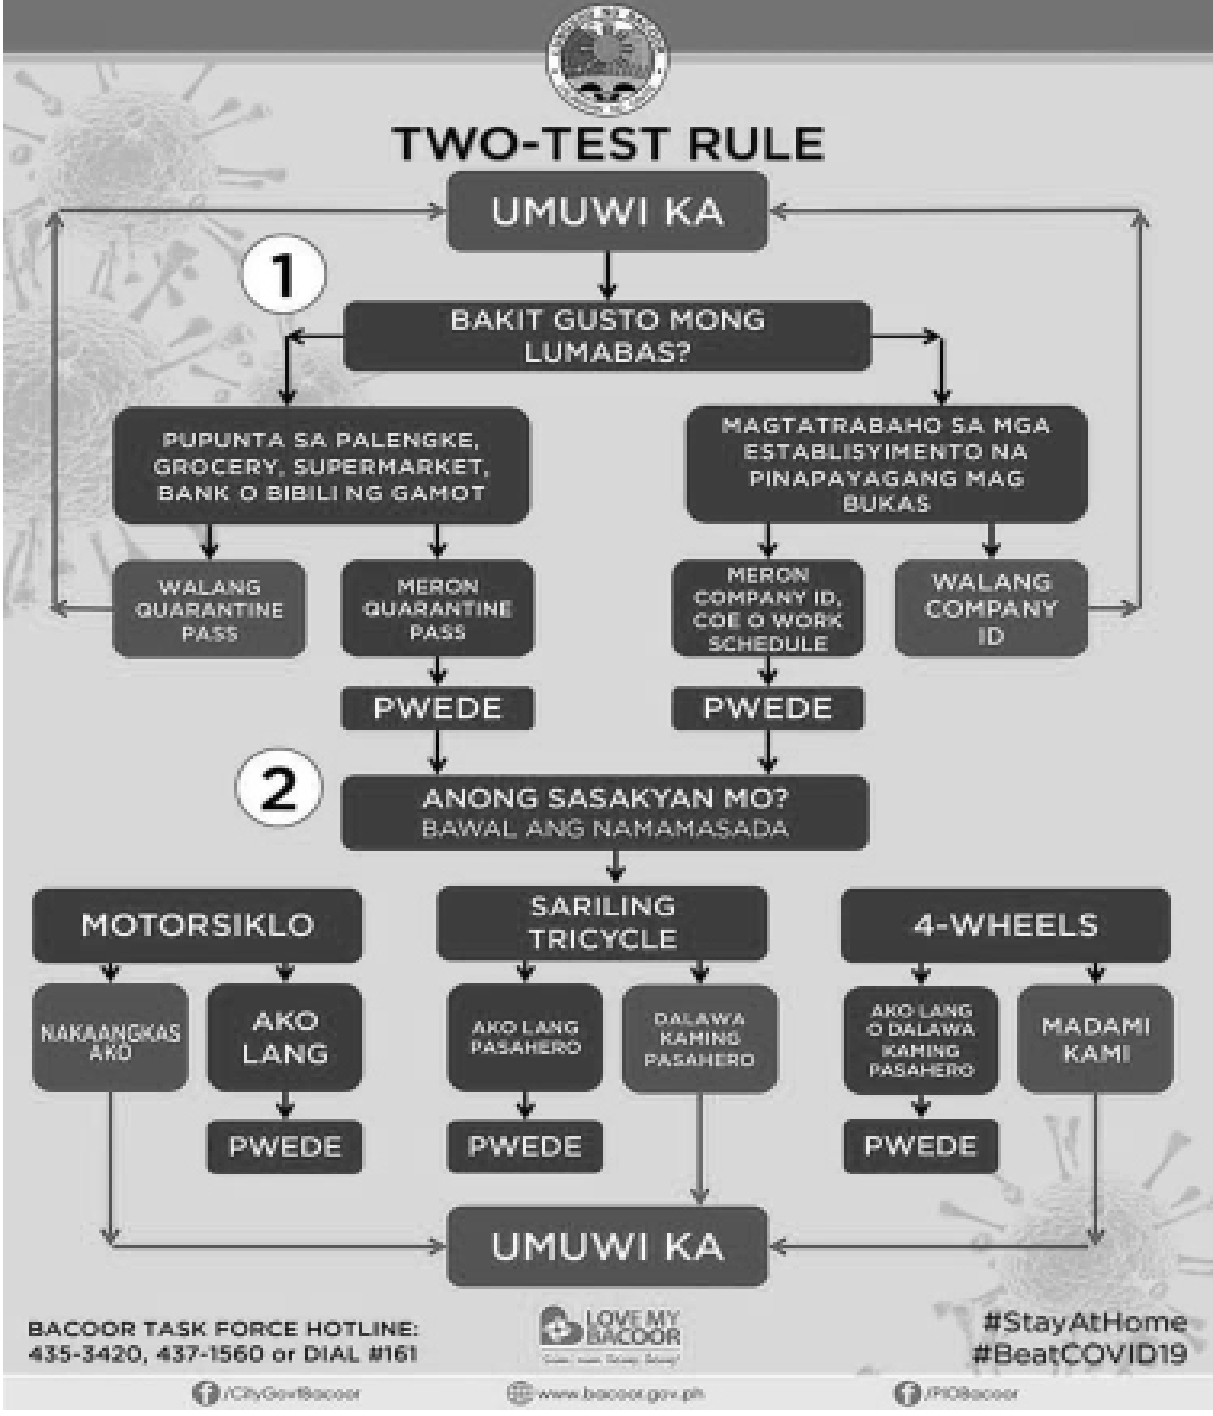 TWO-TEST RULE
UMUWI KA
1
BAKIT GUSTO MONG
LUMABAS?
PUPUNTA SA PALENGKE,
GROCERY, SUPERMARKET,
BANK O BIBILI NG GAMOT
MAGTATRABAHO SA MGA
ESTABLISYIMENTO NA
PINAPAYAGANG MAG
BUKAS
WALANG
QUARANTINE
PASS
MERON
QUARANTINE
PASS
MERON
COMPANY ID,
COE O WORK
SCHEDULE
WALANG
COMPANY
ID
PWEDE
PWEDE
2
ANONG SASAKYAN MO?
BAWAL ANG NAMAMASADA
MOTORSIKLO
SARILING
TRICYCLE
4-WHEELS
NAKAANGKAS
AKO
AKO
LANG
AKO LANG
PASAHERO
DALAWA
KAMING
PASAHERO
AKO LANG
O DALAWA
KAMING
PASAHERO
MADAMI
KAMI
PWEDE
PWEDE
PWEDE
UMUWI KA
BACOOR TASK FORCE HOTLINE:
435-3420, 437-1560 or DIAL #161
LOVE MY
BACOOR
#StayAtHome
#BeatCOVID19
/CityGovtBacoor
www.bacoor.gov.ph
/PIOBacoor